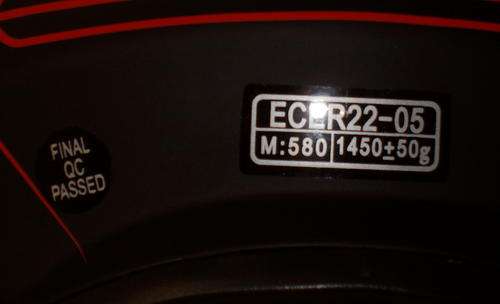 FINAL
QC
PASSED
ECER22-05
M:580 1450±50g